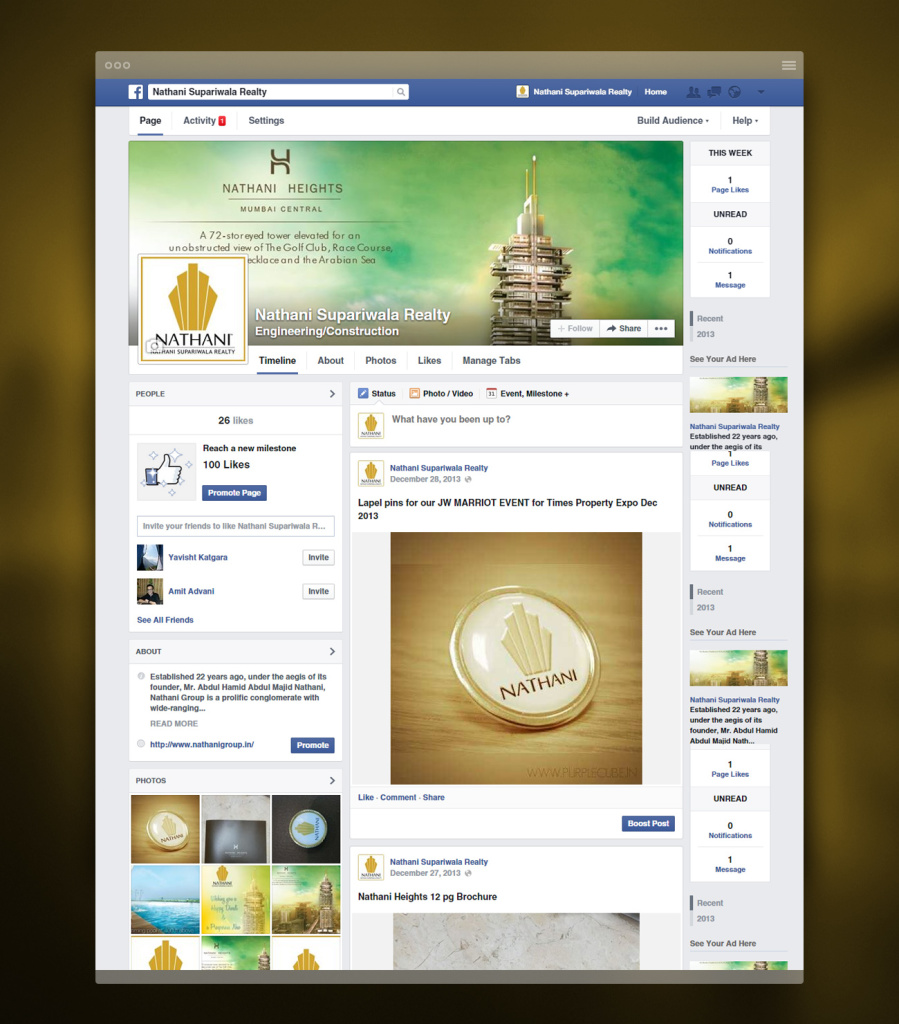 Nathani Supariwala Realty
Nathani Supariwala Realty
Home
Page
Activity 1
Settings
Build Audience
Help
NATHANI HEIGHTS
MUMBAI CENTRAL
A 72-storeyed tower elevated for an
unobstructed view of The Golf Club, Race Course,
ecklace and the Arabian Sea
NATHANI
NATHANI SUPARIWALA REALTY
Nathani Supariwala Realty
Engineering/Construction
+ Follow
Share
Timeline
About
Photos
Likes
Manage Tabs
PEOPLE
26 likes
Reach a new milestone
100 Likes
Promote Page
Invite your friends to like Nathani Supariwala R...
Yavisht Katgara
Invite
Amit Advani
Invite
See All Friends
ABOUT
Established 22 years ago, under the aegis of its
founder, Mr. Abdul Hamid Abdul Majid Nathani,
Nathani Group is a prolific conglomerate with
wide-ranging...
READ MORE
http://www.nathanigroup.in/
Promote
PHOTOS
NATHANI
NATHANI
Status
Photo / Video
31
Event, Milestone +
NATHANI
What have you been up to?
NATHANI
Nathani Supariwala Realty
December 28, 2013
Lapel pins for our JW MARRIOT EVENT for Times Property Expo Dec
2013
NATHANI
WWW.PURPLECUBE.IN
Like · Comment · Share
Boost Post
NATHANI
Nathani Supariwala Realty
December 27, 2013
Nathani Heights 12 pg Brochure
THIS WEEK
1
Page Likes
UNREAD
0
Notifications
1
Message
Recent
2013
See Your Ad Here
Nathani Supariwala Realty
Established 22 years ago,
under the aegis of its
1
Page Likes
UNREAD
0
Notifications
1
Message
Recent
2013
See Your Ad Here
Nathani Supariwala Realty
Established 22 years ago,
under the aegis of its
founder, Mr. Abdul Hamid
Abdul Majid Nath...
1
Page Likes
UNREAD
0
Notifications
1
Message
Recent
2013
See Your Ad Here